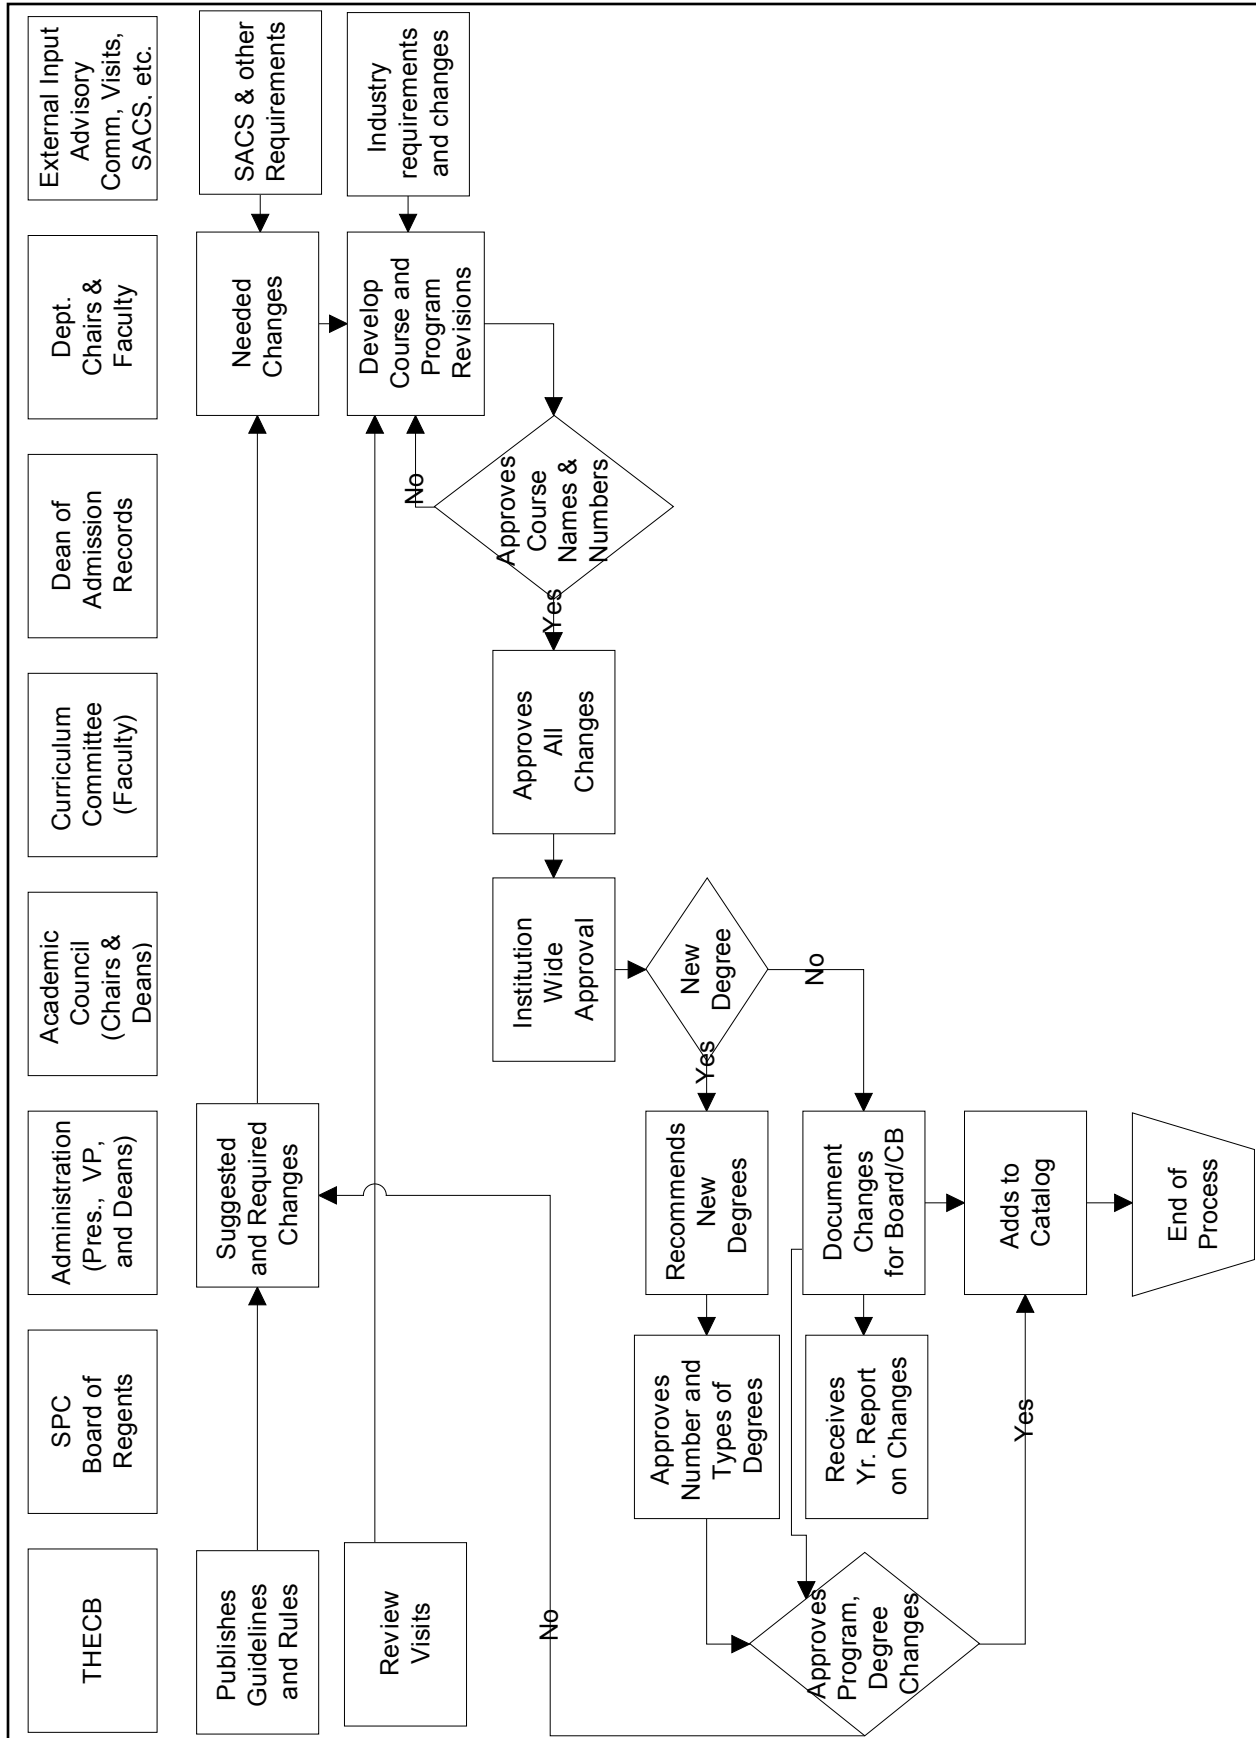 THECB
SPC
Board of
Regents
Administration
(Pres., VP,
and Deans)
Academic
Council
(Chairs &
Deans)
Curriculum
Committee
(Faculty)
Dean of
Admission
Records
Dept.
Chairs &
Faculty
External Input
Advisory
Comm, Visits,
SACS. etc.
Publishes
Guidelines
and Rules
Suggested
and Required
Changes
Needed
Changes
SACS & other
Requirements
Review
Visits
Develop
Course and
Program
Revisions
Industry
requirements
and changes
No
Approves
Course
Names &
Numbers
Yes
Approves
All
Changes
Institution
Wide
Approval
New
Degree
Yes
No
Recommends
New
Degrees
Approves
Number and
Types of
Degrees
Document
Changes
for Board/CB
Receives
Yr. Report
on Changes
No
Approves
Program,
Degree
Changes
Yes
Adds to
Catalog
End of
Process